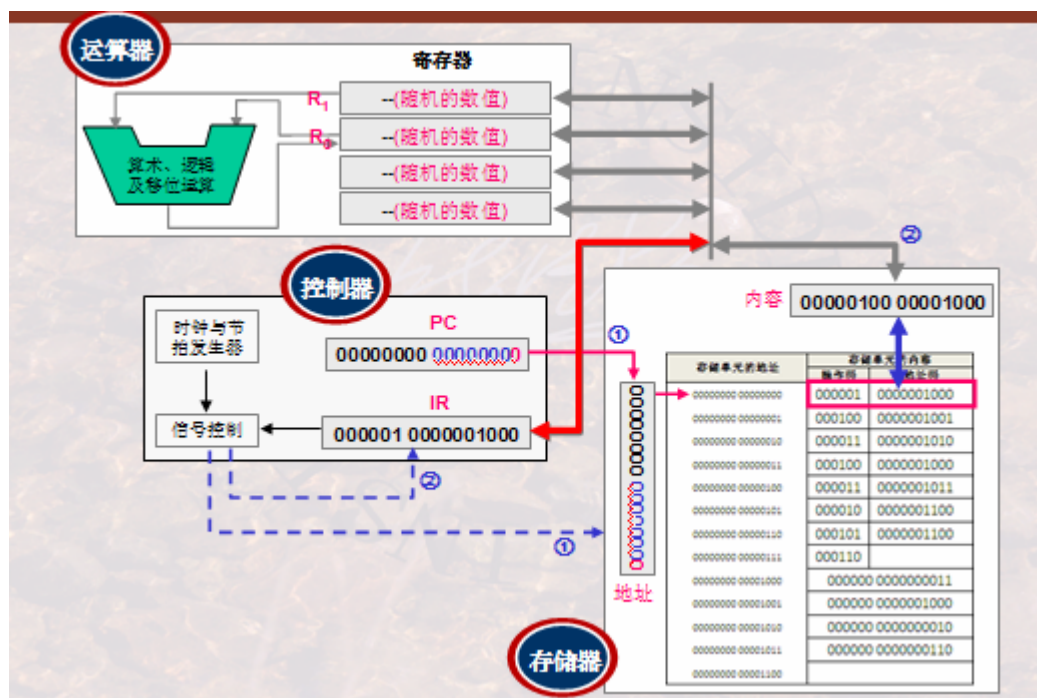 运算器
寄存器
R1
--(随机的数值)
R0
--(随机的数值)
--(随机的数值)
--(随机的数值)
算术、逻辑
及移位运算
控制器
时钟与节
拍发生器
PC
00000000 00000000
IR
信号控制
000001 0000001000
②
①
②
①
内容
00000100 00001000
00000000 00000000
地址
存储单元的地址
存储单元的内容
操作码 地址码
00000000 00000000 000001 0000001000
00000000 00000001 000100 0000001001
00000000 00000010 000011 0000001010
00000000 00000011 000100 0000001000
00000000 00000100 000011 0000001011
00000000 00000101 000010 0000001100
00000000 00000110 000101 0000001100
00000000 00000111 000110
00000000 00001000 000000 0000000011
00000000 00001001 000000 0000001000
00000000 00001010 000000 0000000010
00000000 00001011 000000 0000000110
00000000 00001100
存储器